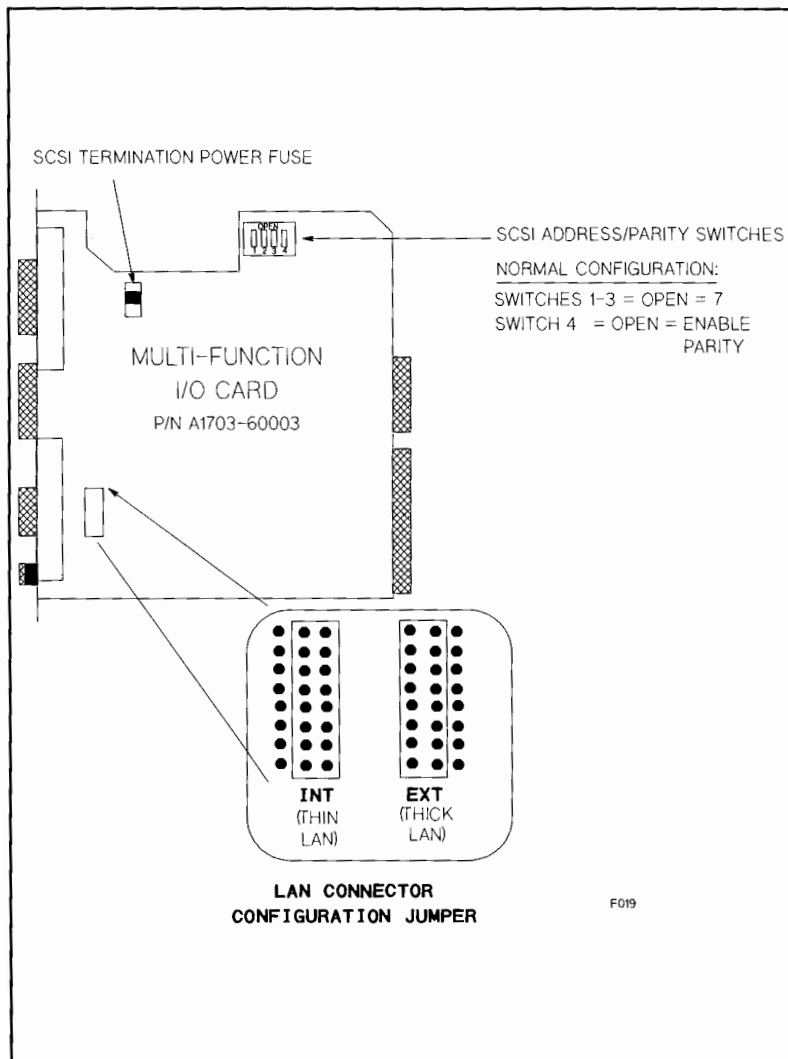 SCSI TERMINATION POWER FUSE
OPEN
1 2 3 4
SCSI ADDRESS/PARITY SWITCHES
NORMAL CONFIGURATION:
SWITCHES 1-3 = OPEN = 7
SWITCH 4 = OPEN = ENABLE
PARITY
MULTI-FUNCTION
I/O CARD
P/N A1703-60003
INT
(THIN
LAN)
EXT
(THICK
LAN)
LAN CONNECTOR
CONFIGURATION JUMPER
F019